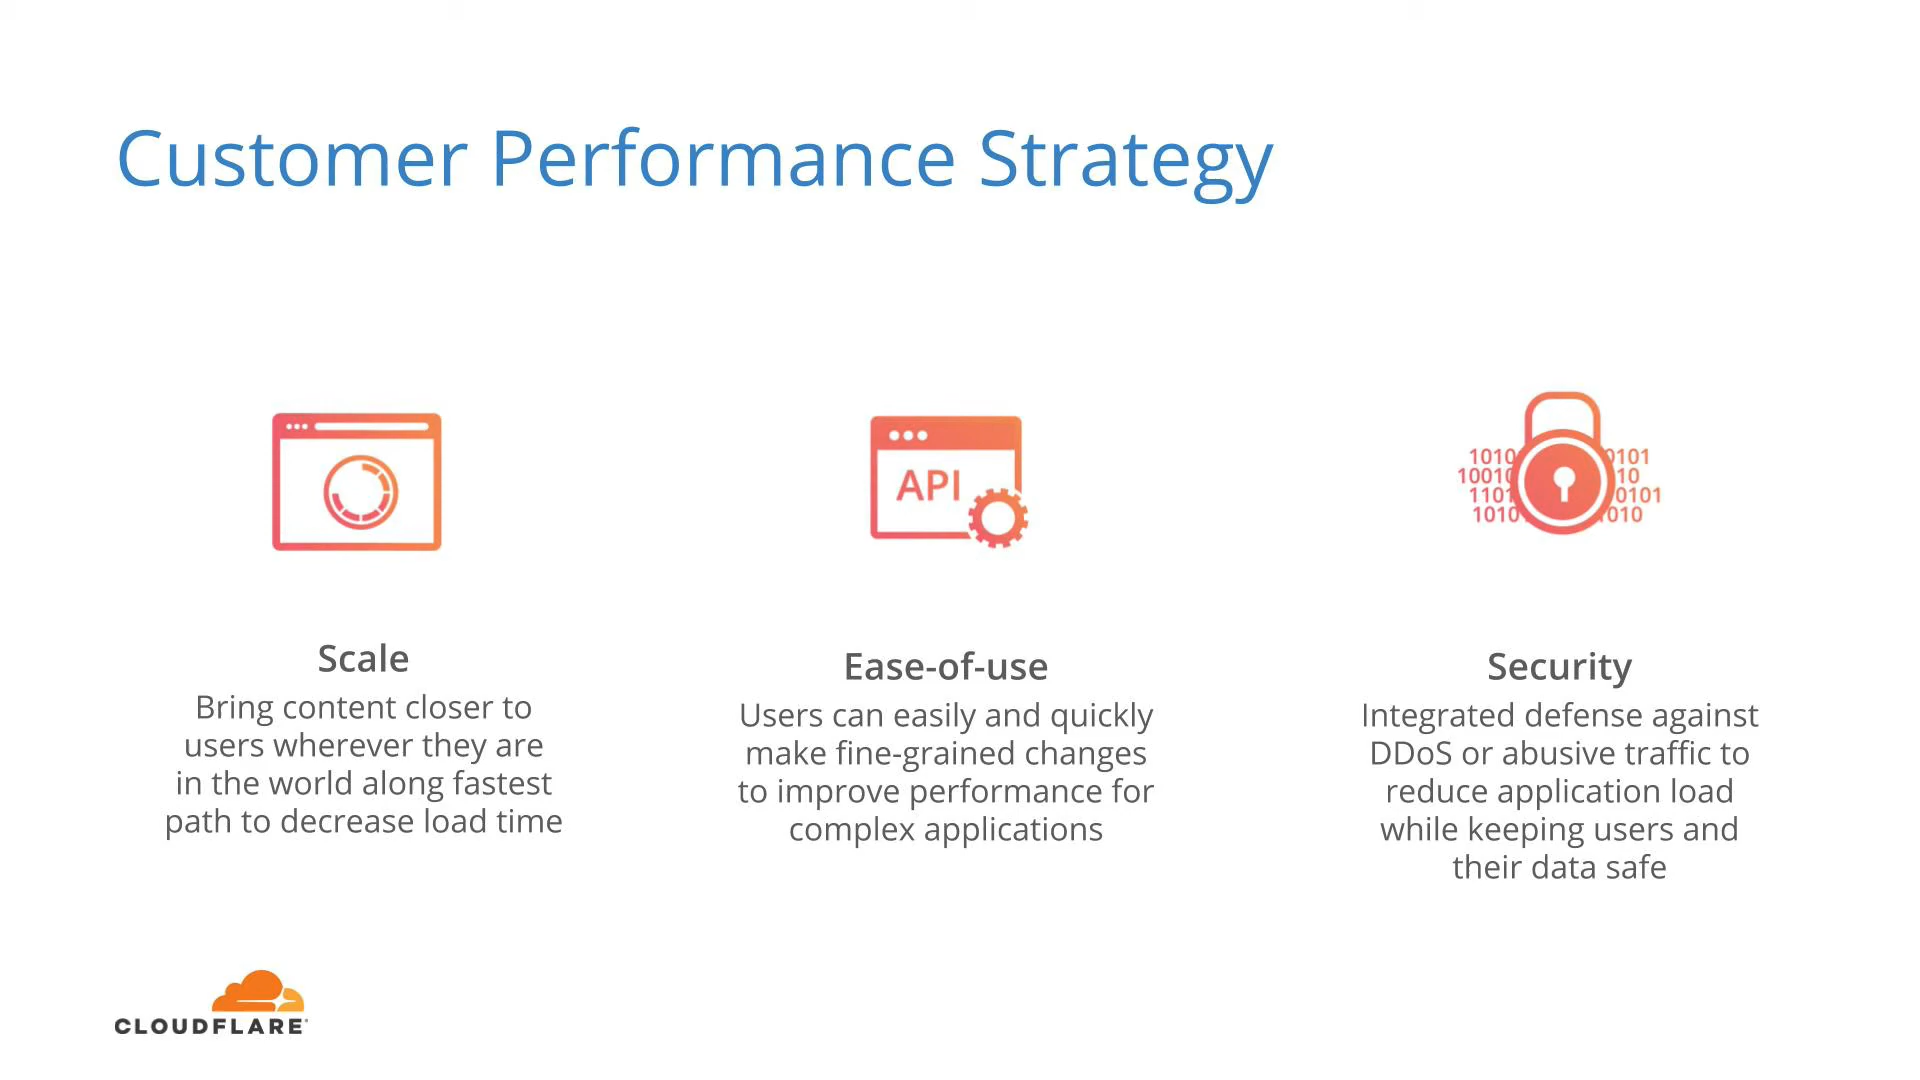 Customer Performance Strategy
API
1010 0101
10010 10
1101 0101
1010 010
Scale
Bring content closer to
users wherever they are
in the world along fastest
path to decrease load time
Ease-of-use
Users can easily and quickly
make fine-grained changes
to improve performance for
complex applications
Security
Integrated defense against
DDoS or abusive traffic to
reduce application load
while keeping users and
their data safe
CLOUDFLARE